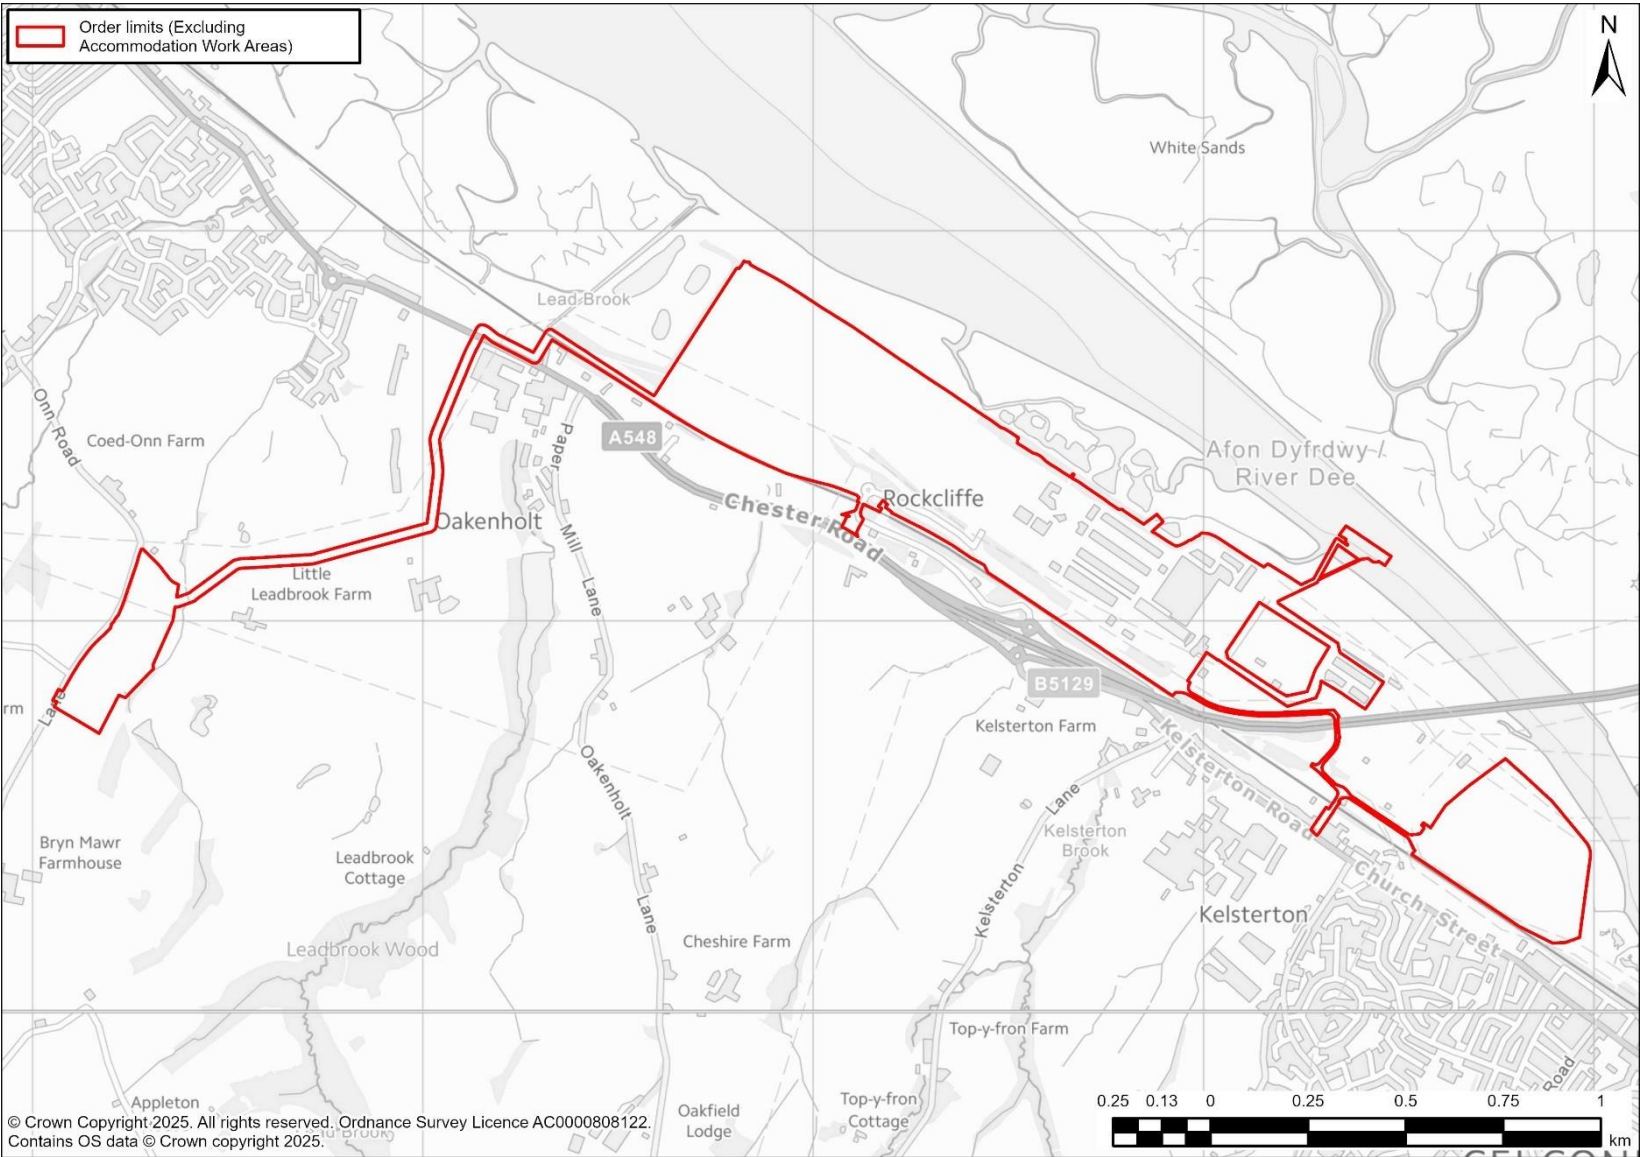 Order limits (Excluding
Accommodation Work Areas)
N
White Sands
Lead Brook
Onn Road
Coed-Onn Farm
A548
Paper
Mill
Lane
Afon Dyfrdwy /
River Dee
Rockcliffe
Chester Road
Oakenholt
Little
Leadbrook Farm
B5129
rm
Lane
Kelsterton Farm
Kelsterton Road
Oakenholt
Lane
Lane
Kelsterton
Kelsterton
Brook
Bryn Mawr
Farmhouse
Leadbrook
Cottage
Church Street
Kelsterton
Cheshire Farm
Leadbrook Wood
Top-y-fron Farm
Road
Appleton
Oakfield
Lodge
Top-y-fron
Cottage
0.25 0.13 0 0.25 0.5 0.75 1
km
© Crown Copyright 2025. All rights reserved. Ordnance Survey Licence AC0000808122.
Contains OS data © Crown copyright 2025.